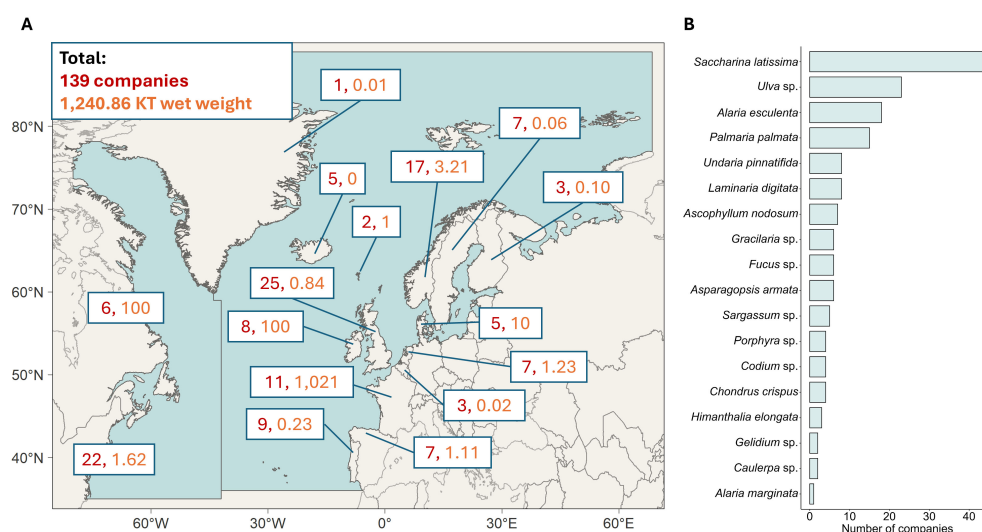 A
Total:
139 companies
1,240.86 KT wet weight
1, 0.01
7, 0.06
17, 3.21
5, 0
3, 0.10
2, 1
25, 0.84
6, 100
8, 100
5, 10
7, 1.23
11, 1,021
3, 0.02
9, 0.23
7, 1.11
22, 1.62
80°N
70°N
60°N
50°N
40°N
60°W
30°W
0°
30°E
60°E
B
Saccharina latissima
Ulva sp.
Alaria esculenta
Palmaria palmata
Undaria pinnatifida
Laminaria digitata
Ascophyllum nodosum
Gracilaria sp.
Fucus sp.
Asparagopsis armata
Sargassum sp.
Porphyra sp.
Codium sp.
Chondrus crispus
Himanthalia elongata
Gelidium sp.
Caulerpa sp.
Alaria marginata
0 10 20 30 40
Number of companies